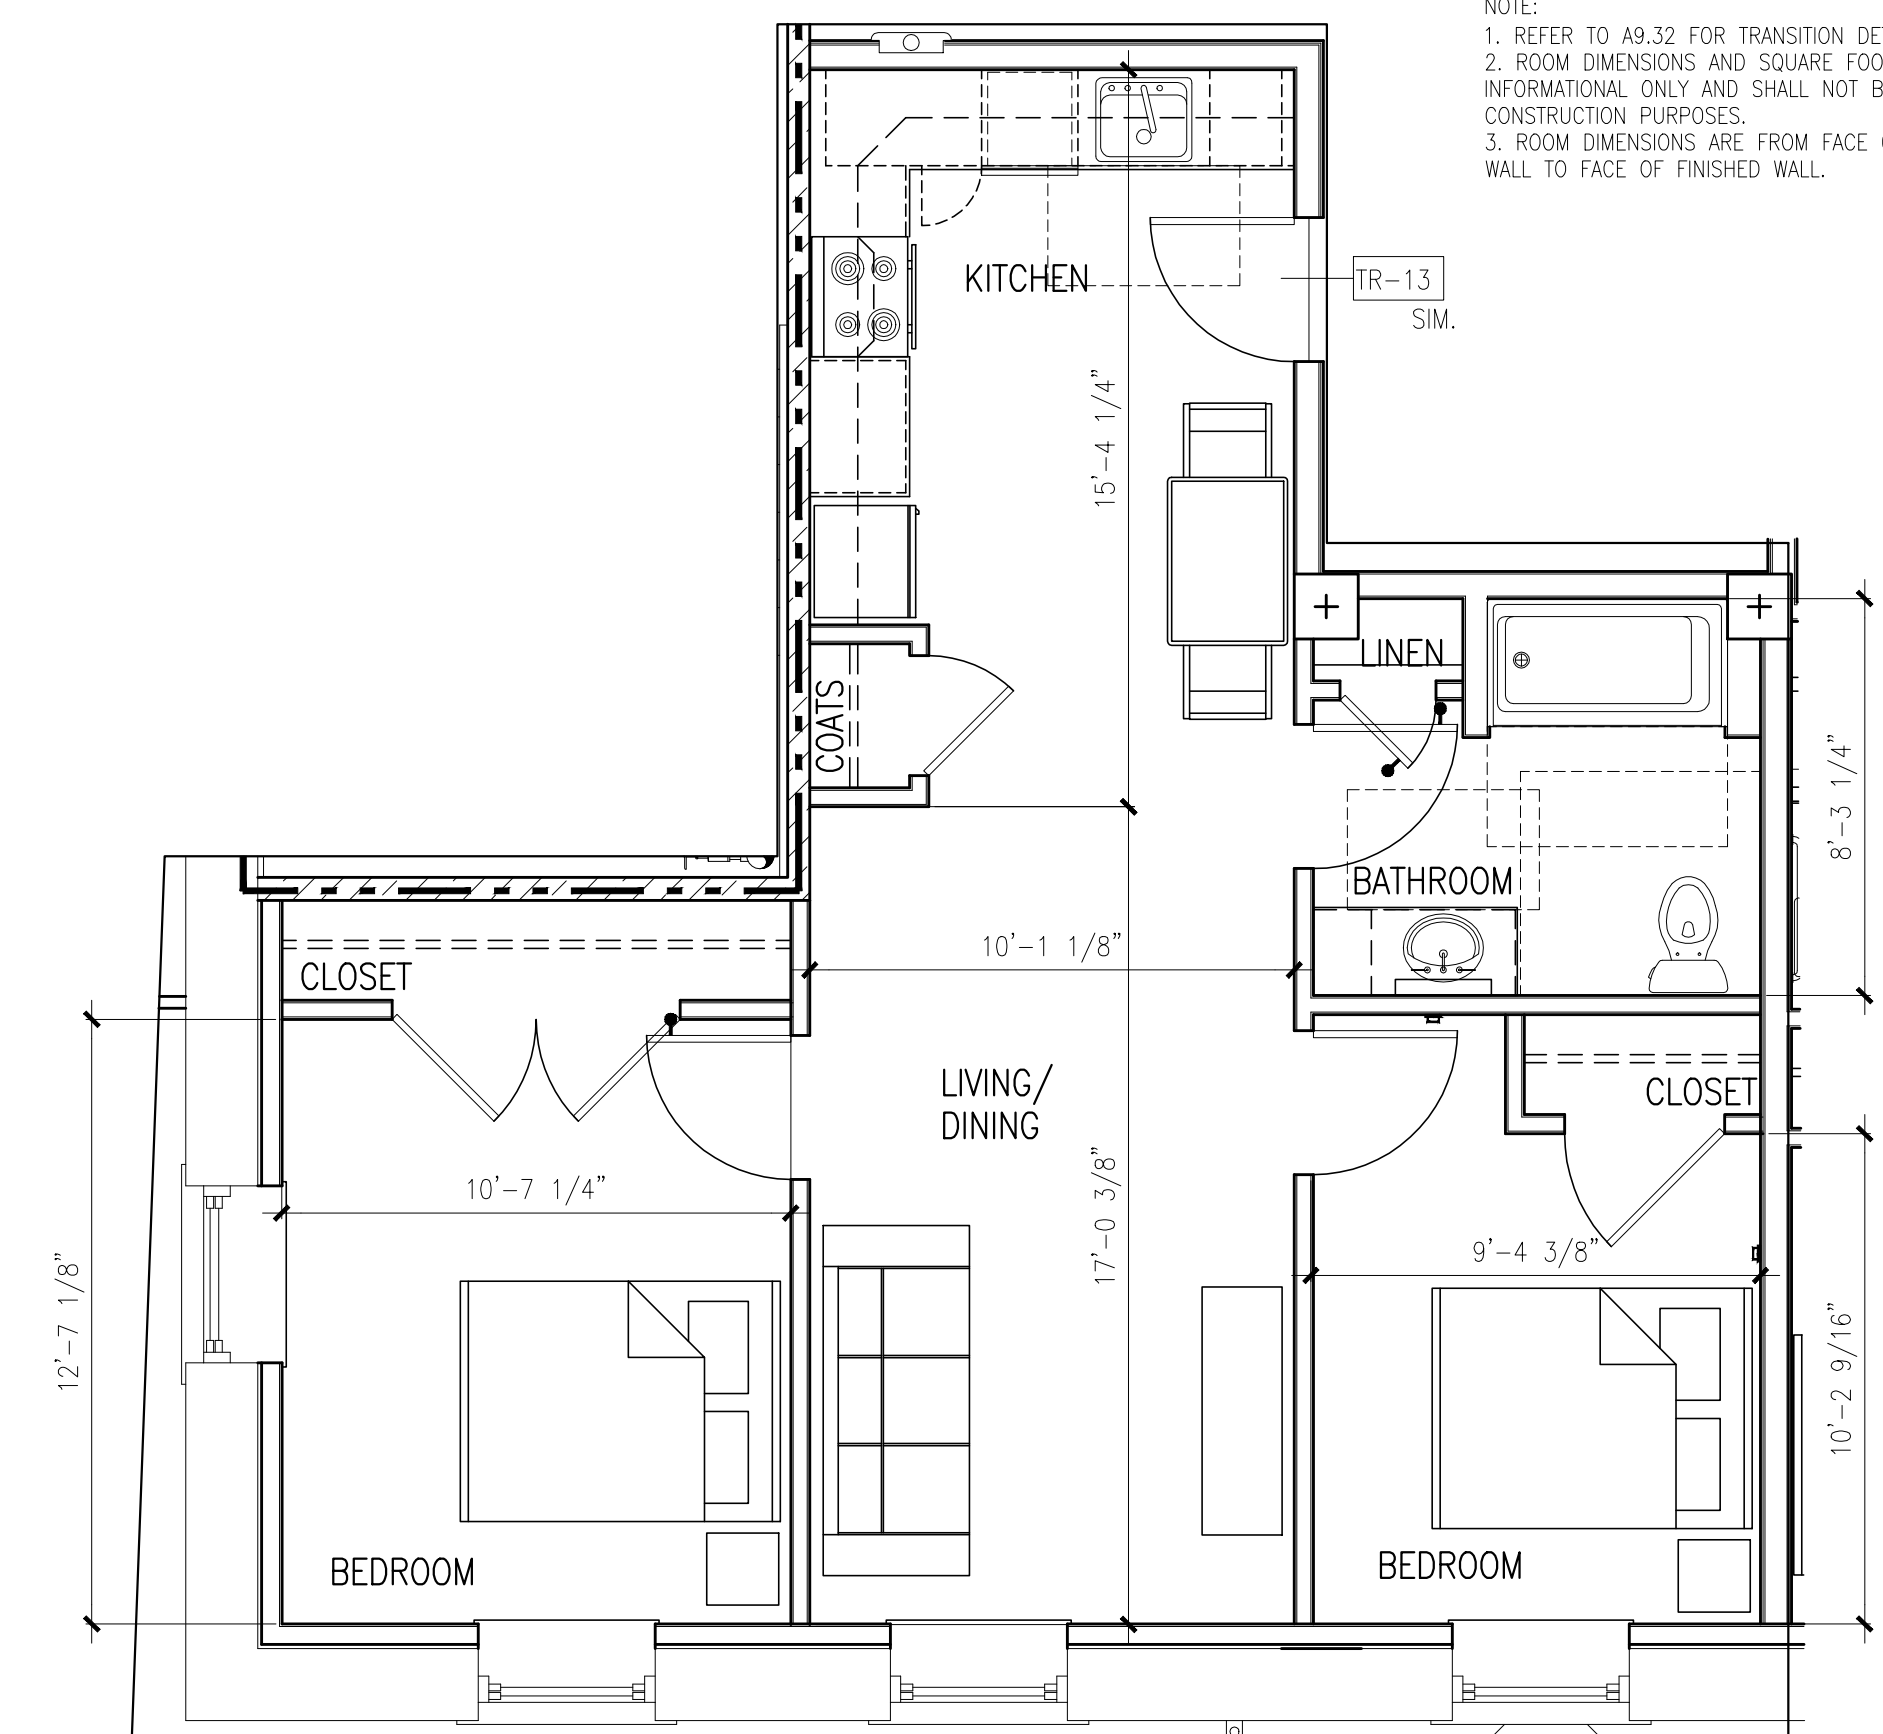 NOTE:
1. REFER TO A9.32 FOR TRANSITION
2. ROOM DIMENSIONS AND SQUARE
INFORMATIONAL ONLY AND SHALL NOT
CONSTRUCTION PURPOSES.
3. ROOM DIMENSIONS ARE FROM FACE
WALL TO FACE OF FINISHED WALL.
KITCHEN
TR-13
SIM.
15'-4 1/4"
LINEN
COATS
8'-3 1/4"
BATHROOM
10'-1 1/8"
CLOSET
LIVING/
DINING
CLOSET
10'-7 1/4"
17'-0 3/8"
9'-4 3/8"
12'-7 1/8"
10'-2 9/16"
BEDROOM
BEDROOM